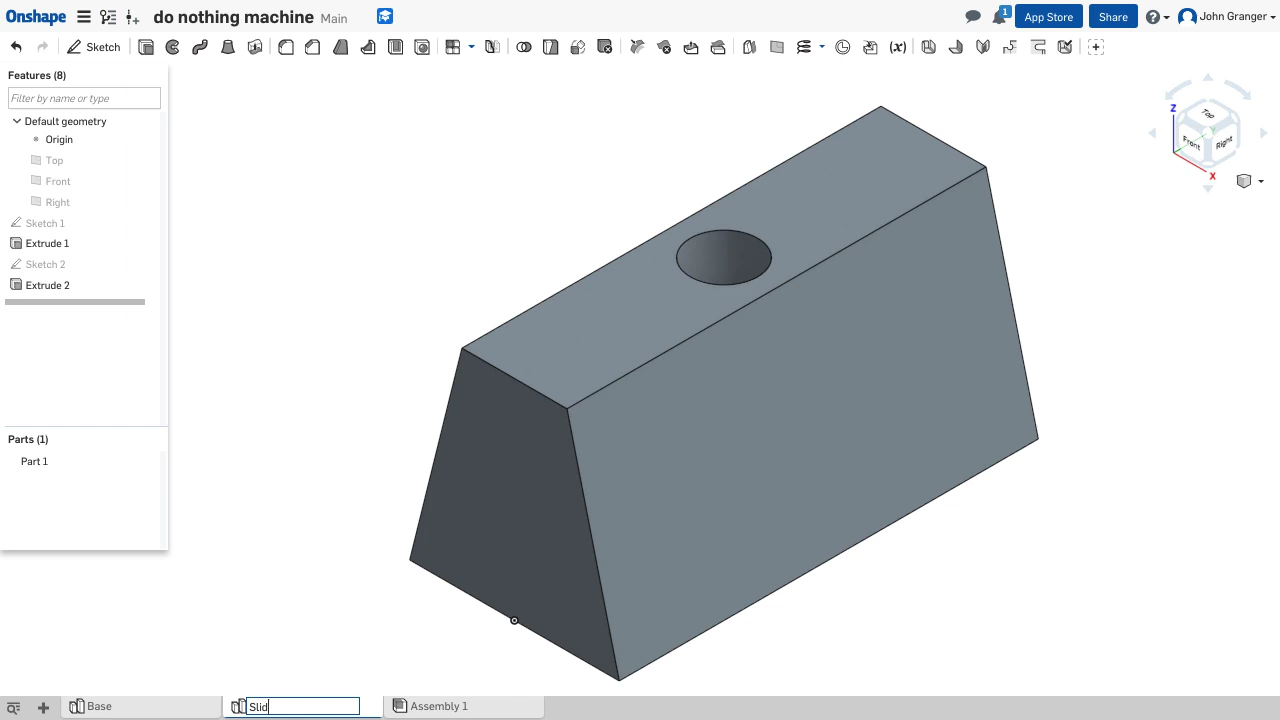 Onshape do nothing machine Main 1 App Store Share John Granger
Sketch (x)
Features (8)
Filter by name or type
Default geometry
Origin
Top
Front
Right
Sketch 1
Extrude 1
Sketch 2
Extrude 2
Parts (1)
Part 1
Z
Top
Front
Right
X
Base
Slid
Assembly 1